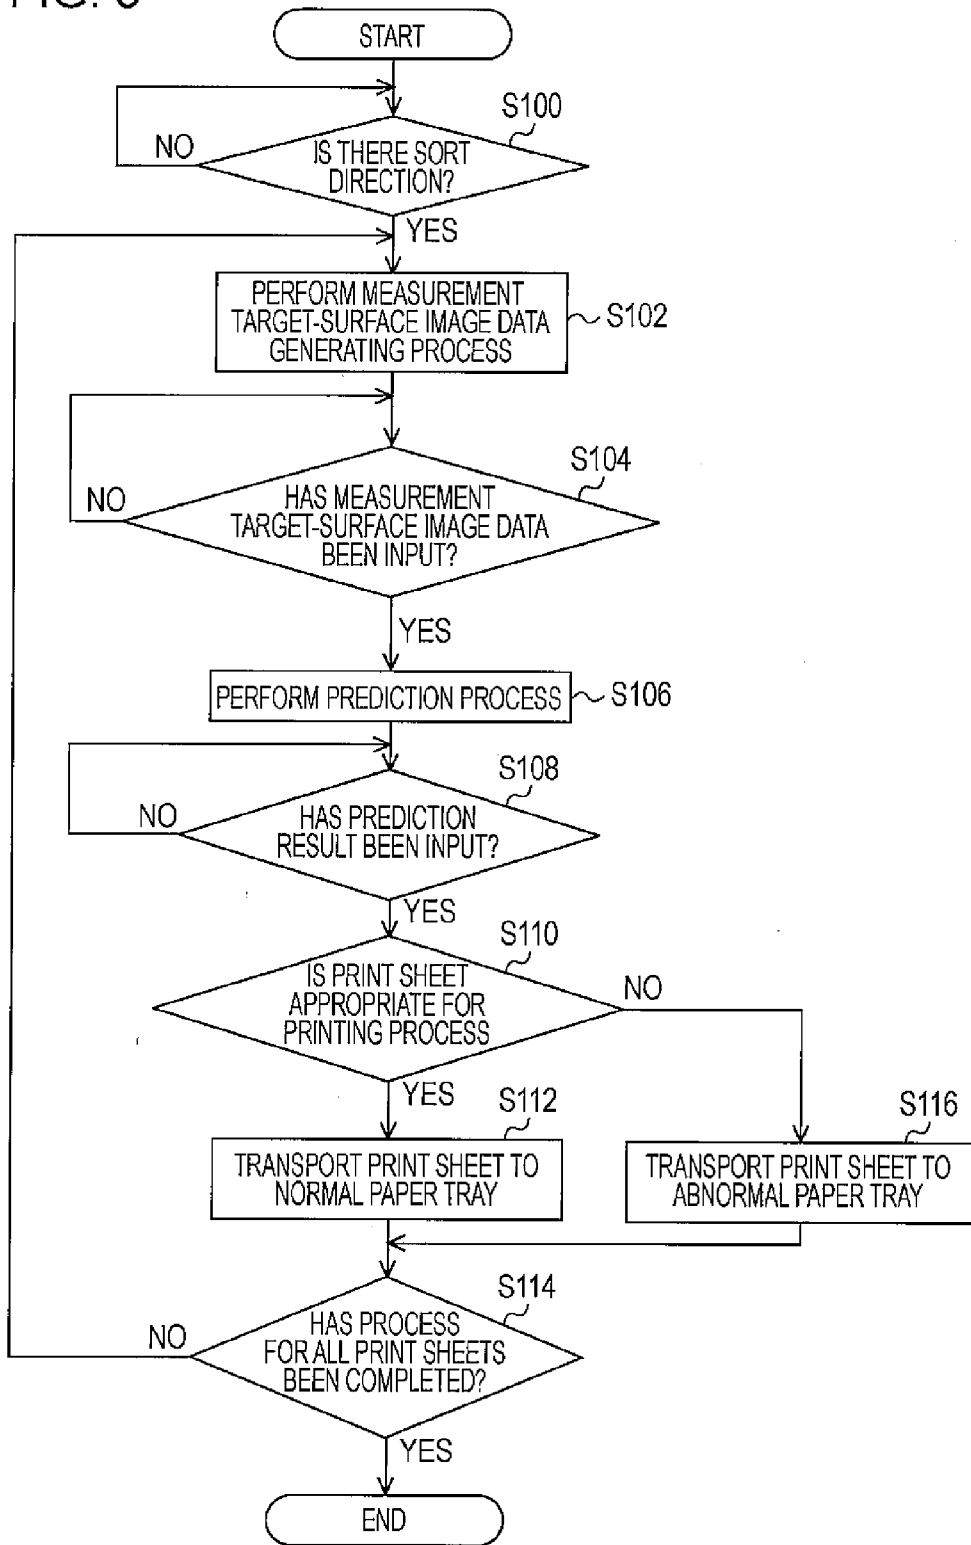 START
S100
NO
IS THERE SORT
DIRECTION?
YES
PERFORM MEASUREMENT
TARGET-SURFACE IMAGE DATA
GENERATING PROCESS
S102
S104
NO
HAS MEASUREMENT
TARGET-SURFACE IMAGE DATA
BEEN INPUT?
YES
PERFORM PREDICTION PROCESS
S106
S108
NO
HAS PREDICTION
RESULT BEEN INPUT?
YES
S110
IS PRINT SHEET
APPROPRIATE FOR
PRINTING PROCESS
NO
YES
S112
TRANSPORT PRINT SHEET TO
NORMAL PAPER TRAY
S116
TRANSPORT PRINT SHEET TO
ABNORMAL PAPER TRAY
S114
NO
HAS PROCESS
FOR ALL PRINT SHEETS
BEEN COMPLETED?
YES
END